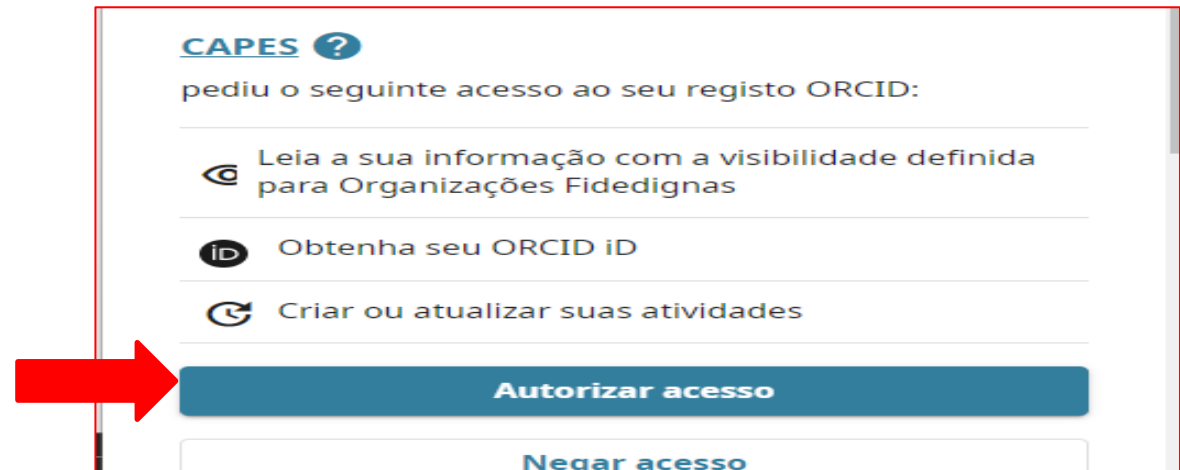 CAPES ?
pediu o seguinte acesso ao seu registo ORCID:
Leia a sua informação com a visibilidade definida
para Organizações Fidedignas
iD Obtenha seu ORCID iD
Criar ou atualizar suas atividades
Autorizar acesso
Negar acesso